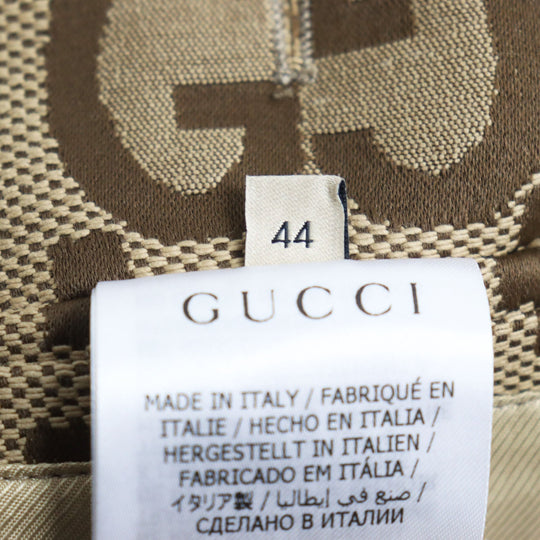 44
GUCCI
MADE IN ITALY / FABRIQUÉ EN
ITALIE / HECHO EN ITALIA /
HERGESTELLT IN ITALIEN /
FABRICADO EM ITÁLIA /
イタリア製 / صنع في إيطاليا /
СДЕЛАНО В ИТАЛИИ